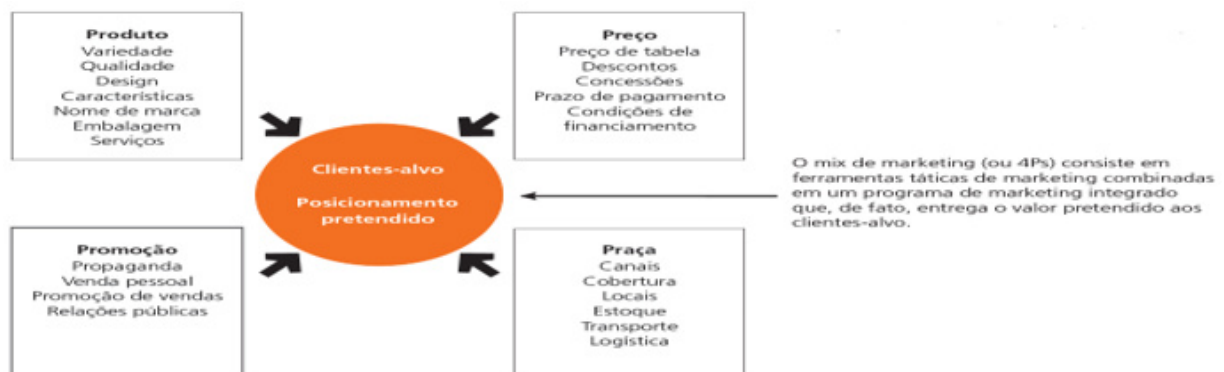 Produto
Variedade
Qualidade
Design
Características
Nome de marca
Embalagem
Serviços
Preço
Preço de tabela
Descontos
Concessões
Prazo de pagamento
Condições de
financiamento
Clientes-alvo
Posicionamento
pretendido
O mix de marketing (ou 4Ps) consiste em
ferramentas táticas de marketing combinadas
em um programa de marketing integrado
que, de fato, entrega o valor pretendido aos
clientes-alvo.
Promoção
Propaganda
Venda pessoal
Promoção de vendas
Relações públicas
Praça
Canais
Cobertura
Locais
Estoque
Transporte
Logística